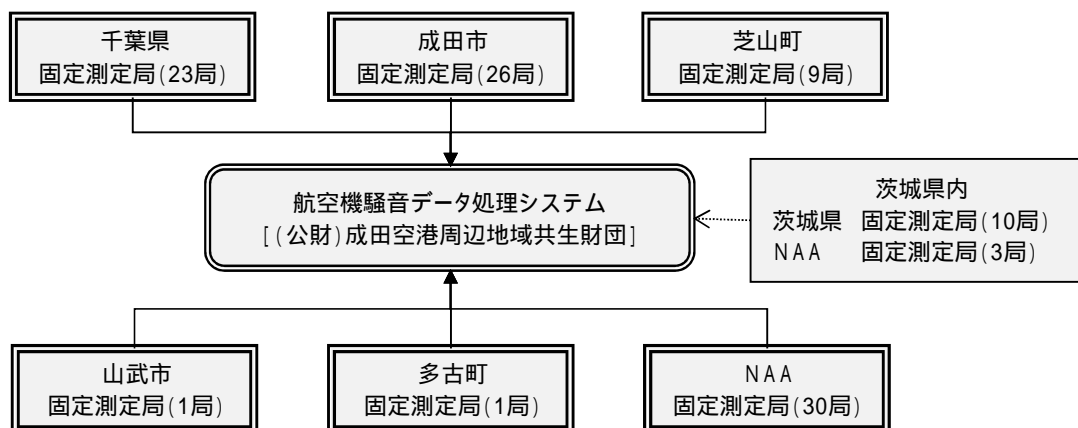 千葉県
固定測定局(23局)
成田市
固定測定局(26局)
芝山町
固定測定局(9局)
航空機騒音データ処理システム
[(公財)成田空港周辺地域共生財団]
茨城県内
茨城県 固定測定局(10局)
NAA 固定測定局(3局)
山武市
固定測定局(1局)
多古町
固定測定局(1局)
NAA
固定測定局(30局)